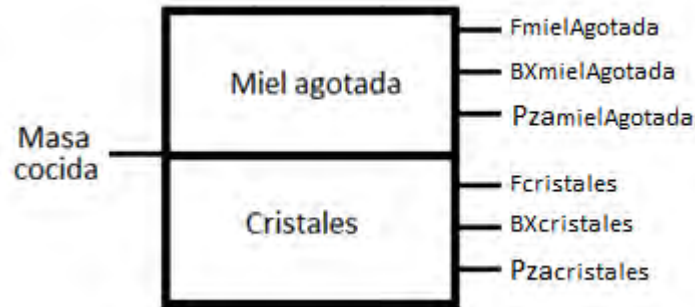 Masa
cocida
Miel agotada
Cristales
FmielAgotada
BXmielAgotada
PzamielAgotada
Fcristales
BXcristales
Pzacristales